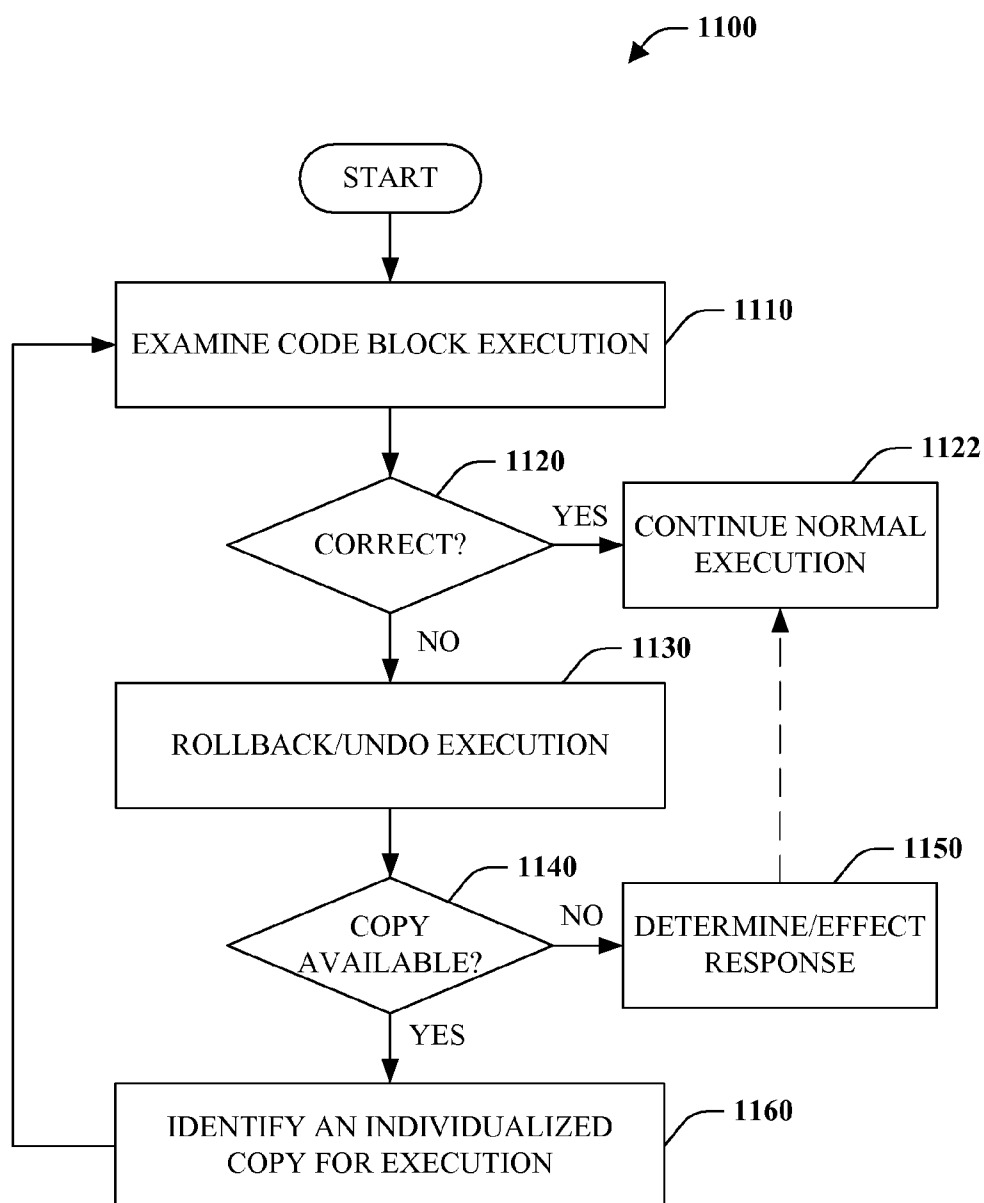 1100
START
EXAMINE CODE BLOCK EXECUTION
1110
1120
CORRECT?
YES
1122
CONTINUE NORMAL
EXECUTION
NO
1130
ROLLBACK/UNDO EXECUTION
1140
COPY
AVAILABLE?
NO
1150
DETERMINE/EFFECT
RESPONSE
YES
IDENTIFY AN INDIVIDUALIZED
COPY FOR EXECUTION
1160